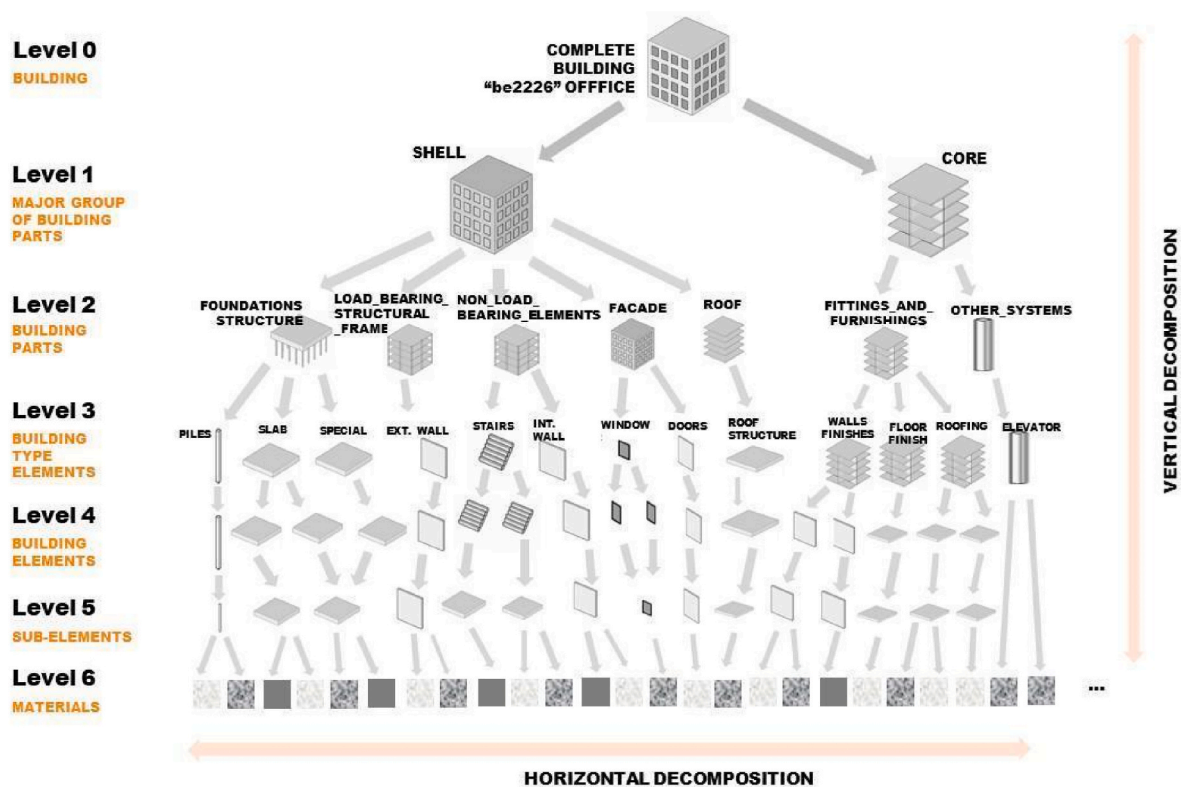 Level 0
BUILDING
COMPLETE
BUILDING
“be2226” OFFFICE
Level 1
MAJOR GROUP
OF BUILDING
PARTS
SHELL
CORE
Level 2
BUILDING
PARTS
FOUNDATIONS
STRUCTURE
LOAD_BEARING_
STRUCTURAL
_FRAME
NON_LOAD_
BEARING_ELEMENTS
FACADE
ROOF
FITTINGS_AND_
FURNISHINGS
OTHER_SYSTEMS
Level 3
BUILDING
TYPE
ELEMENTS
PILES
SLAB
SPECIAL
EXT. WALL
STAIRS
INT.
WALL
WINDOW
DOORS
ROOF
STRUCTURE
WALLS
FINISHES
FLOOR
FINISH
ROOFING
ELEVATOR
Level 4
BUILDING
ELEMENTS
Level 5
SUB-ELEMENTS
Level 6
MATERIALS
...
VERTICAL DECOMPOSITION
HORIZONTAL DECOMPOSITION